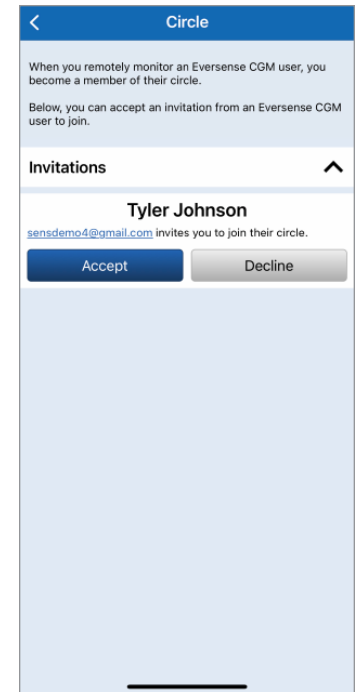 Circle
When you remotely monitor an Eversense CGM user, you
become a member of their circle.
Below, you can accept an invitation from an Eversense CGM
user to join.
Invitations
Tyler Johnson
sensdemo4@gmail.com invites you to join their circle.
Accept
Decline